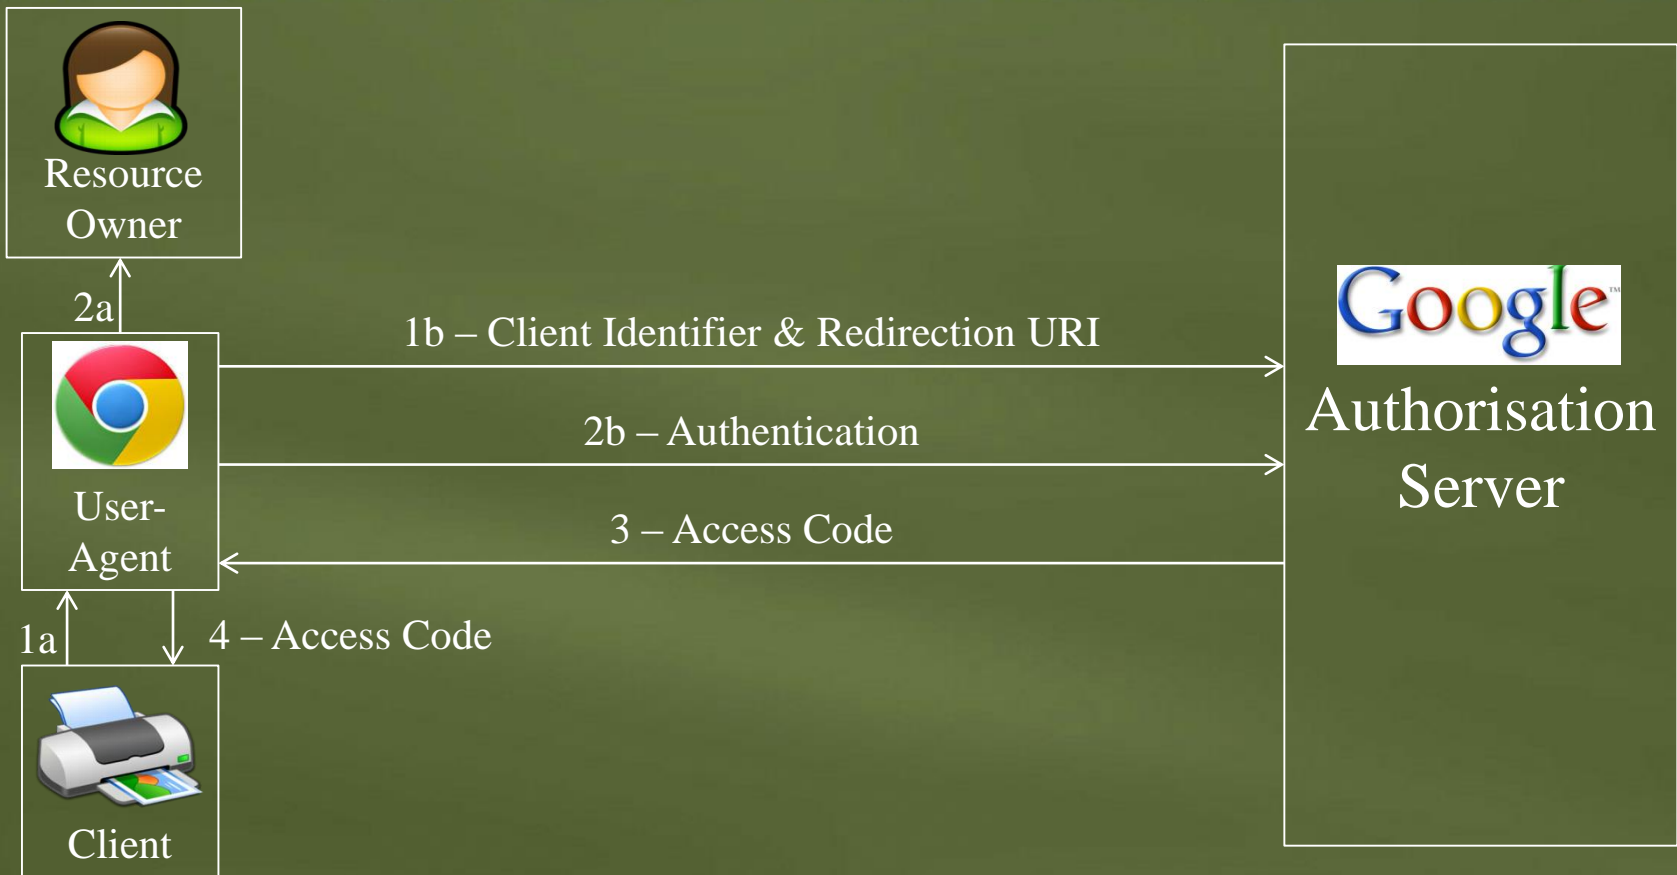 Resource
Owner
2a
1b – Client Identifier & Redirection URI
Google™
2b – Authentication
Authorisation
Server
User-
Agent
3 – Access Code
1a
4 – Access Code
Client